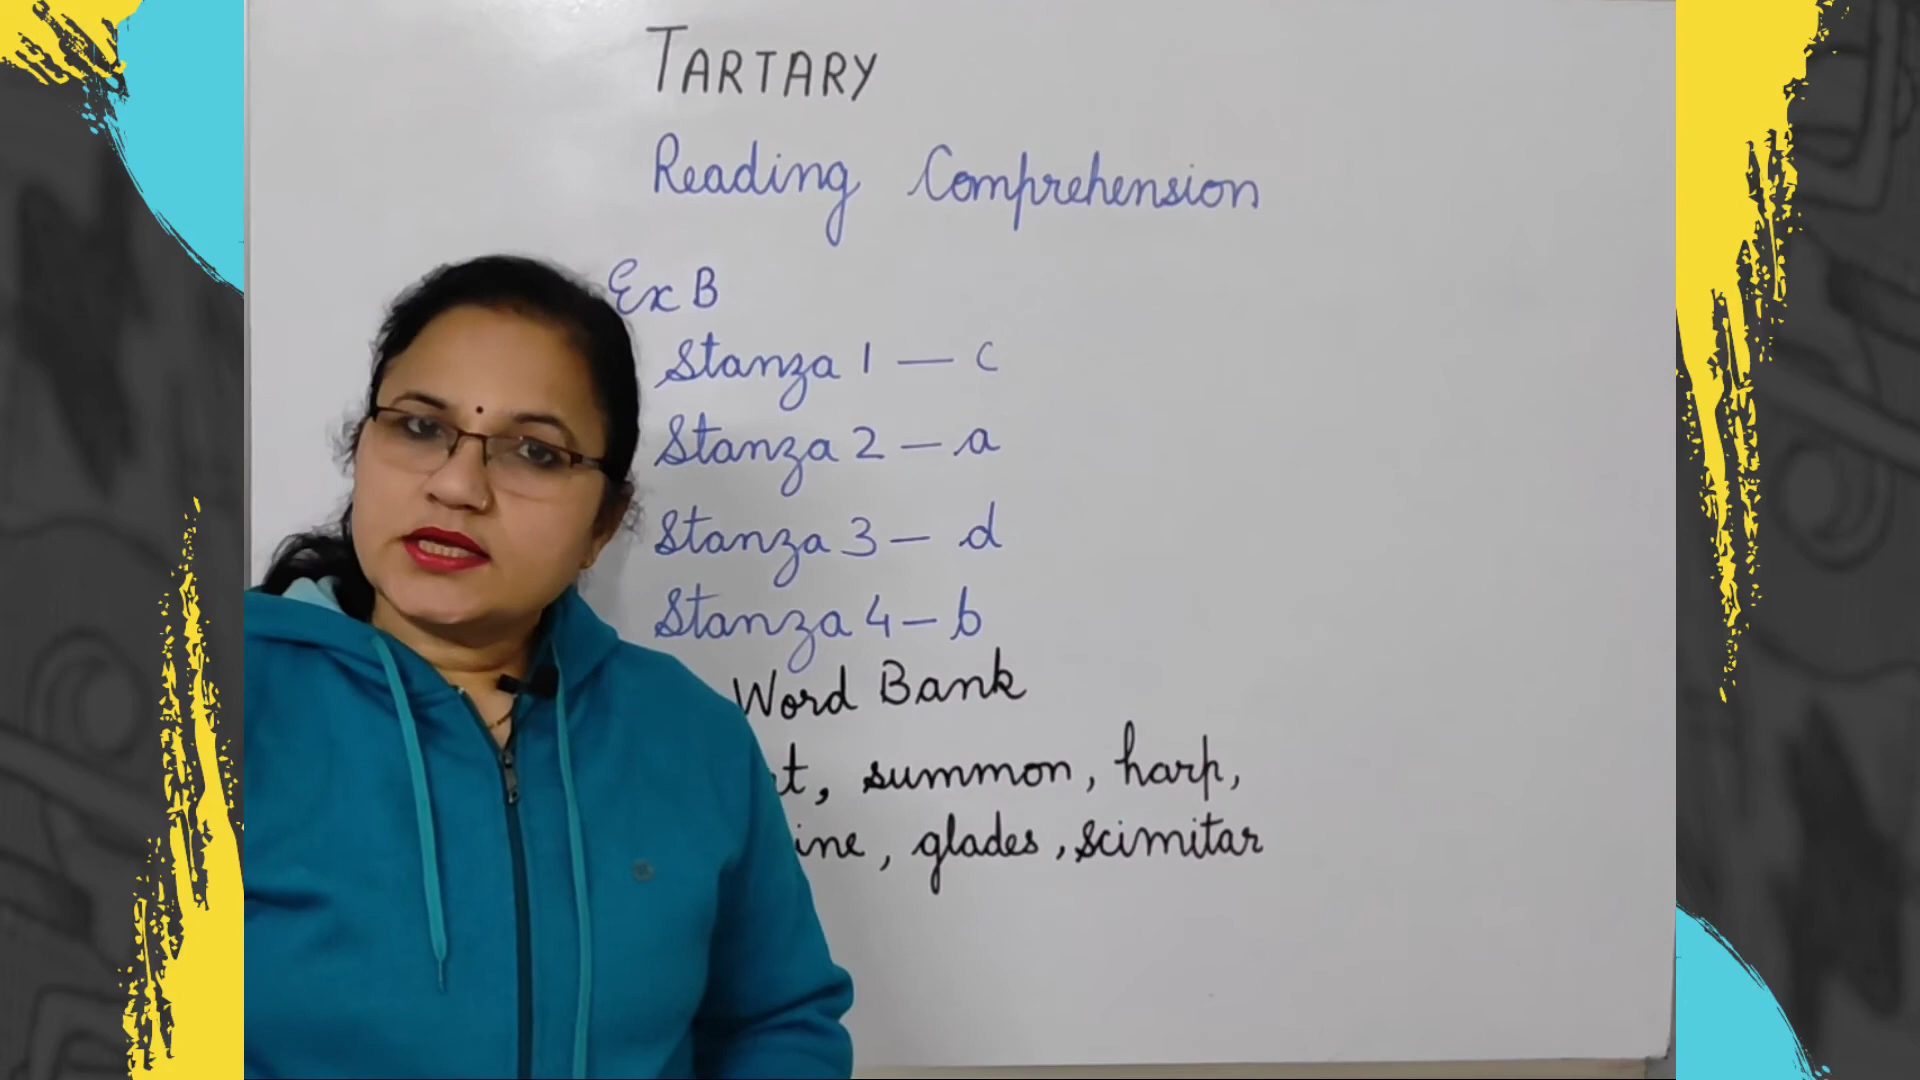 TARTARY
Reading Comprehension
Ex B
Stanza 1 — c
Stanza 2 — a
Stanza 3 — d
Stanza 4 — b
Word Bank
summon, harp,
glades, scimitar